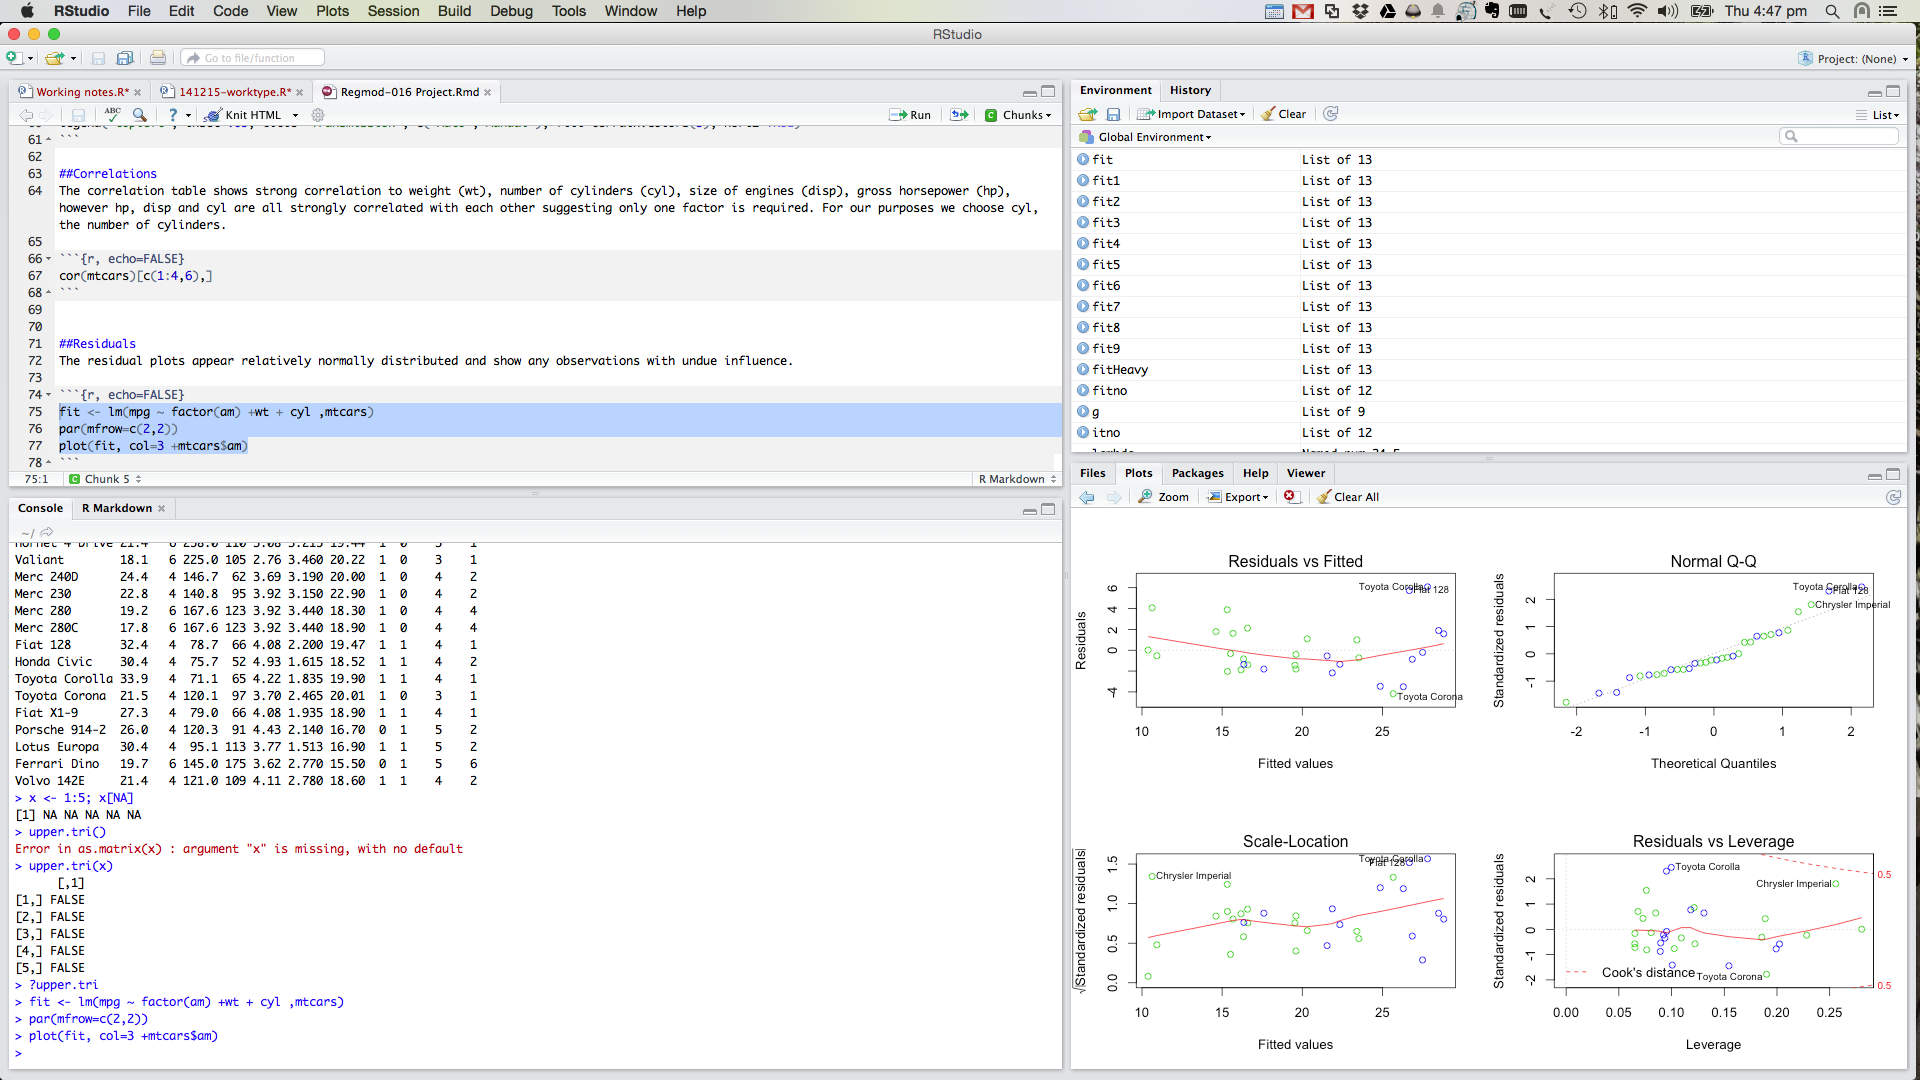 RStudio File Edit Code View Plots Session Build Debug Tools Window Help Thu 4:47 pm
RStudio
Go to file/function Project: (None)
Working notes.R* 141215-worktype.R* Regmod-016 Project.Rmd
ABC Knit HTML Run Chunks
61 ```
62
63 ##Correlations
64 The correlation table shows strong correlation to weight (wt), number of cylinders (cyl), size of engines (disp), gross horsepower (hp),
however hp, disp and cyl are all strongly correlated with each other suggesting only one factor is required. For our purposes we choose cyl,
the number of cylinders.
65
66 ```{r, echo=FALSE}
67 cor(mtcars)[c(1:4,6),]
68 ```
69
70
71 ##Residuals
72 The residual plots appear relatively normally distributed and show any observations with undue influence.
73
74 ```{r, echo=FALSE}
75 fit <- lm(mpg ~ factor(am) +wt + cyl ,mtcars)
76 par(mfrow=c(2,2))
77 plot(fit, col=3 +mtcars$am)
78 ```
75:1 Chunk 5 R Markdown
Console R Markdown
~/
Hornet 4 Drive 21.4 6 258.0 110 3.08 3.215 19.44 1 0 3 1
Valiant 18.1 6 225.0 105 2.76 3.460 20.22 1 0 3 1
Merc 240D 24.4 4 146.7 62 3.69 3.190 20.00 1 0 4 2
Merc 230 22.8 4 140.8 95 3.92 3.150 22.90 1 0 4 2
Merc 280 19.2 6 167.6 123 3.92 3.440 18.30 1 0 4 4
Merc 280C 17.8 6 167.6 123 3.92 3.440 18.90 1 0 4 4
Fiat 128 32.4 4 78.7 66 4.08 2.200 19.47 1 1 4 1
Honda Civic 30.4 4 75.7 52 4.93 1.615 18.52 1 1 4 2
Toyota Corolla 33.9 4 71.1 65 4.22 1.835 19.90 1 1 4 1
Toyota Corona 21.5 4 120.1 97 3.70 2.465 20.01 1 0 3 1
Fiat X1-9 27.3 4 79.0 66 4.08 1.935 18.90 1 1 4 1
Porsche 914-2 26.0 4 120.3 91 4.43 2.140 16.70 0 1 5 2
Lotus Europa 30.4 4 95.1 113 3.77 1.513 16.90 1 1 5 2
Ferrari Dino 19.7 6 145.0 175 3.62 2.770 15.50 0 1 5 6
Volvo 142E 21.4 4 121.0 109 4.11 2.780 18.60 1 1 4 2
> x <- 1:5; x[NA]
[1] NA NA NA NA NA
> upper.tri()
Error in as.matrix(x) : argument "x" is missing, with no default
> upper.tri(x)
[,1]
[1,] FALSE
[2,] FALSE
[3,] FALSE
[4,] FALSE
[5,] FALSE
> ?upper.tri
> fit <- lm(mpg ~ factor(am) +wt + cyl ,mtcars)
> par(mfrow=c(2,2))
> plot(fit, col=3 +mtcars$am)
>
Environment History
Import Dataset Clear List
Global Environment
fit List of 13
fit1 List of 13
fit2 List of 13
fit3 List of 13
fit4 List of 13
fit5 List of 13
fit6 List of 13
fit7 List of 13
fit8 List of 13
fit9 List of 13
fitHeavy List of 13
fitno List of 12
g List of 9
itno List of 12
Files Plots Packages Help Viewer
Zoom Export Clear All
Residuals vs Fitted
Residuals
6
4
2
0
-4
Toyota Corolla
Fiat 128
Toyota Corona
10 15 20 25
Fitted values
Normal Q-Q
Standardized residuals
2
1
0
-1
Toyota Corolla
Fiat 128
Chrysler Imperial
-2 -1 0 1 2
Theoretical Quantiles
Scale-Location
√|Standardized residuals|
1.5
1.0
0.5
0.0
Toyota Corolla
Fiat 128
Chrysler Imperial
10 15 20 25
Fitted values
Residuals vs Leverage
Standardized residuals
2
1
0
-1
-2
Toyota Corolla
Chrysler Imperial
0.5
Cook's distance
Toyota Corona
0.5
0.00 0.05 0.10 0.15 0.20 0.25
Leverage